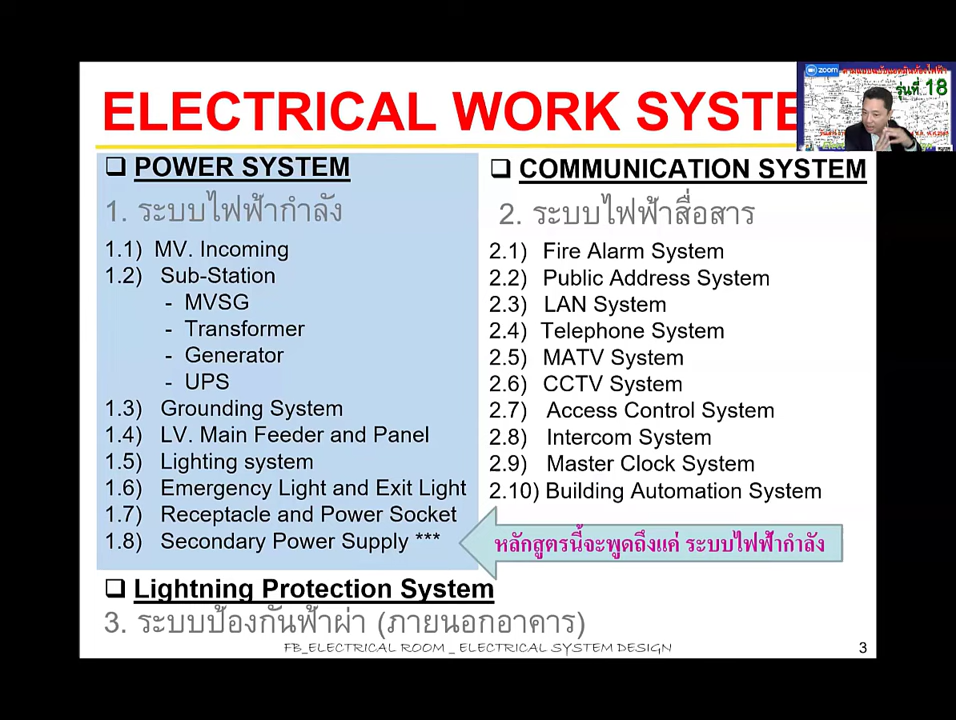 ELECTRICAL WORK SYSTE
zoom
รุ่นที่ 18
❑ POWER SYSTEM
1. ระบบไฟฟ้ากำลัง
1.1) MV. Incoming
1.2) Sub-Station
- MVSG
- Transformer
- Generator
- UPS
1.3) Grounding System
1.4) LV. Main Feeder and Panel
1.5) Lighting system
1.6) Emergency Light and Exit Light
1.7) Receptacle and Power Socket
1.8) Secondary Power Supply ***
❑ COMMUNICATION SYSTEM
2. ระบบไฟฟ้าสื่อสาร
2.1) Fire Alarm System
2.2) Public Address System
2.3) LAN System
2.4) Telephone System
2.5) MATV System
2.6) CCTV System
2.7) Access Control System
2.8) Intercom System
2.9) Master Clock System
2.10) Building Automation System
หลักสูตรนี้จะพูดถึงแค่ ระบบไฟฟ้ากำลัง
❑ Lightning Protection System
3. ระบบป้องกันฟ้าผ่า (ภายนอกอาคาร)
FB_ELECTRICAL ROOM _ ELECTRICAL SYSTEM DESIGN
3